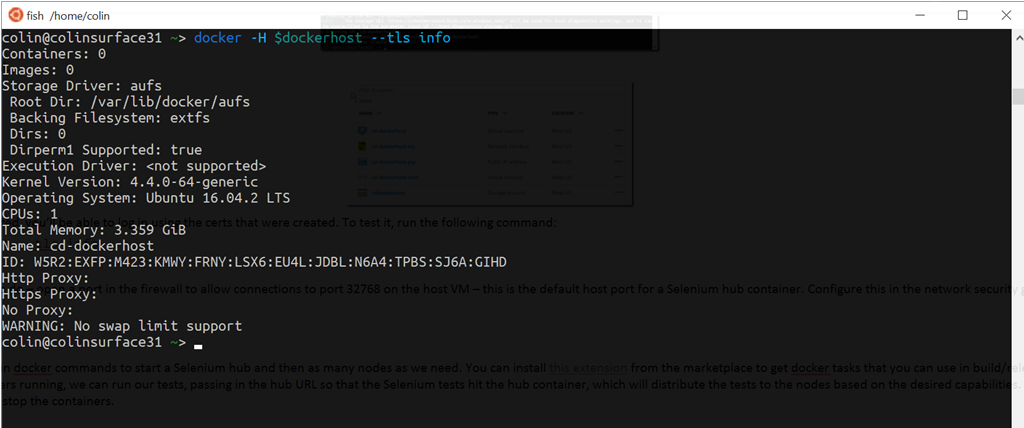 fish /home/colin
colin@colinsurface31 ~> docker -H $dockerhost --tls info
Containers: 0
Images: 0
Storage Driver: aufs
Root Dir: /var/lib/docker/aufs
Backing Filesystem: extfs
Dirs: 0
Dirperm1 Supported: true
Execution Driver: <not supported>
Kernel Version: 4.4.0-64-generic
Operating System: Ubuntu 16.04.2 LTS
CPUs: 1
be able to log in using the certs that were created. To test it, run the following command:
Total Memory: 3.359 GiB
Name: cd-dockerhost
ID: W5R2:EXFP:M423:KMWY:FRNY:LSX6:EU4L:JDBL:N6A4:TPBS:SJ6A:GIHD
Http Proxy:
Https Proxy:
in the firewall to allow connections to port 32768 on the host VM – this is the default host port for a Selenium hub container. Configure this in the network security
No Proxy:
WARNING: No swap limit support
colin@colinsurface31 ~>
n docker commands to start a Selenium hub and then as many nodes as we need. You can install this extension from the marketplace to get docker tasks that you can use in build/rele
ers running, we can run our tests, passing in the hub URL so that the Selenium tests hit the hub container, which will distribute the tests to the nodes based on the desired capabilities.
stop the containers.